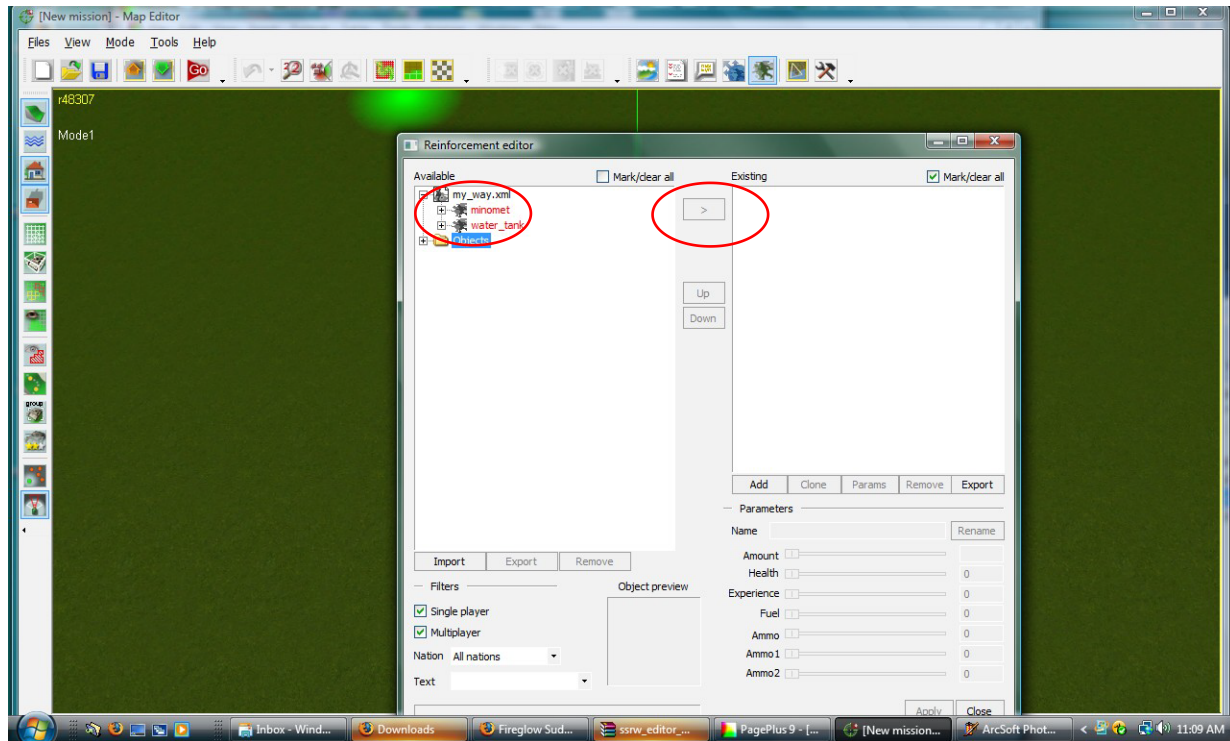 [New mission] - Map Editor
Files View Mode Tools Help
GO 32
r48307
Mode1
group
Reinforcement editor
Available Mark/clear all Existing Mark/clear all
my_way.xml
minomet
water_tank
Objects
>
Up
Down
Add Clone Params Remove Export
Parameters
Name Rename
Import Export Remove
Amount
Health 0
Filters Object preview
Experience 0
Single player
Fuel 0
Multiplayer
Ammo 0
Nation All nations
Ammo1 0
Text
Ammo2 0
Apply Close
Inbox - Wind... Downloads Fireglow Sud... ssrw_editor_... PagePlus 9 - [... [New mission... ArcSoft Phot... < 11:09 AM